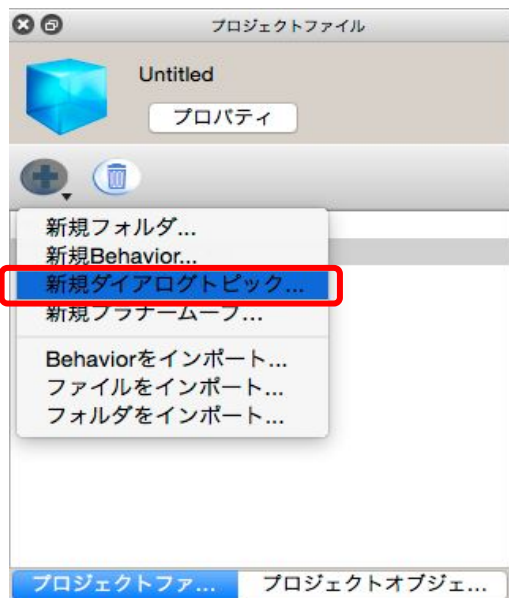 プロジェクトファイル
Untitled
プロパティ
新規フォルダ...
新規Behavior...
新規ダイアログトピック...
新規プラナームーブ...
Behaviorをインポート...
ファイルをインポート...
フォルダをインポート...
プロジェクトファ... プロジェクトオブジェ...